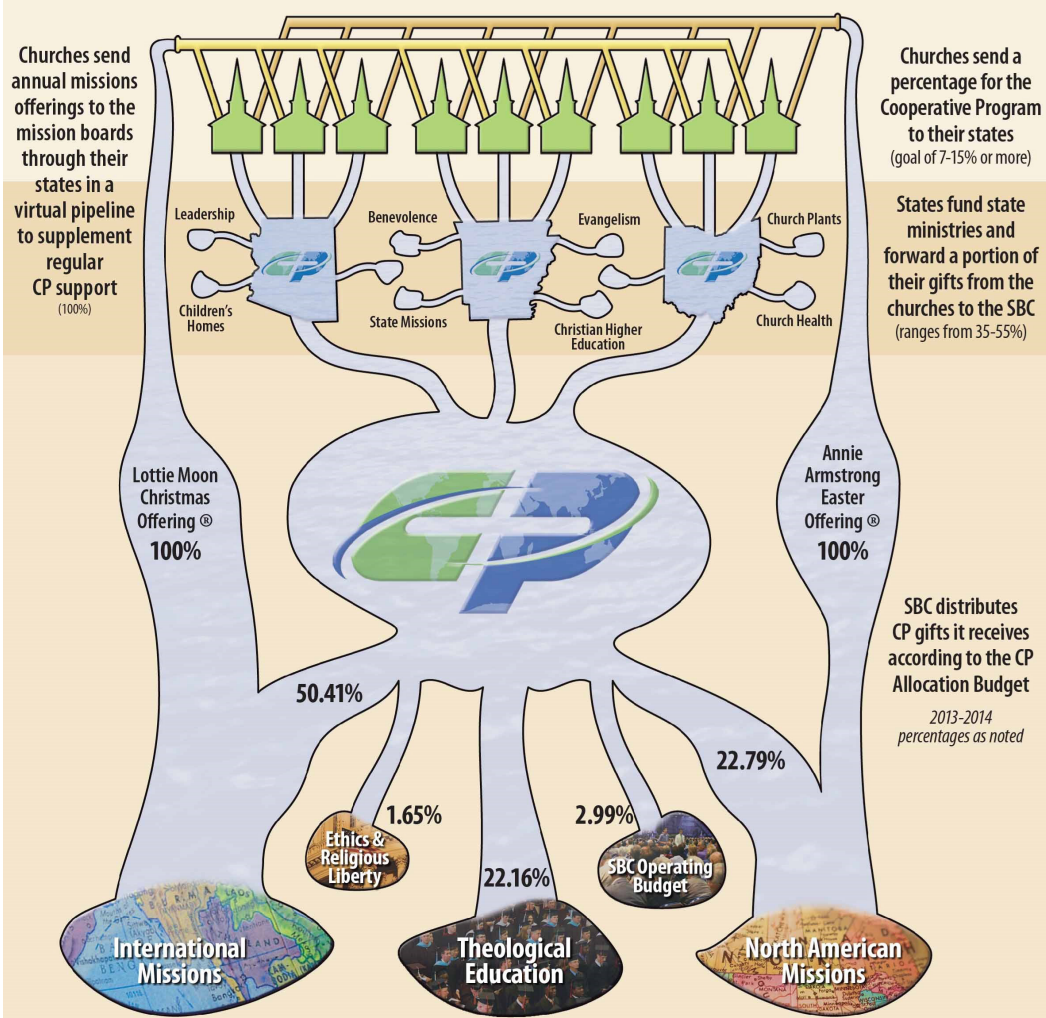 Churches send
annual missions
offerings to the
mission boards
through their
states in a
virtual pipeline
to supplement
regular
CP support
(100%)
Churches send a
percentage for the
Cooperative Program
to their states
(goal of 7-15% or more)
States fund state
ministries and
forward a portion of
their gifts from the
churches to the SBC
(ranges from 35-55%)
Leadership
Children's
Homes
Benevolence
State Missions
Evangelism
Christian Higher
Education
Church Plants
Church Health
CP
CP
CP
Lottie Moon
Christmas
Offering ®
100%
CP
Annie
Armstrong
Easter
Offering ®
100%
SBC distributes
CP gifts it receives
according to the CP
Allocation Budget
2013-2014
percentages as noted
50.41%
1.65%
22.16%
2.99%
22.79%
Ethics &
Religious
Liberty
SBC Operating
Budget
International
Missions
Theological
Education
North American
Missions